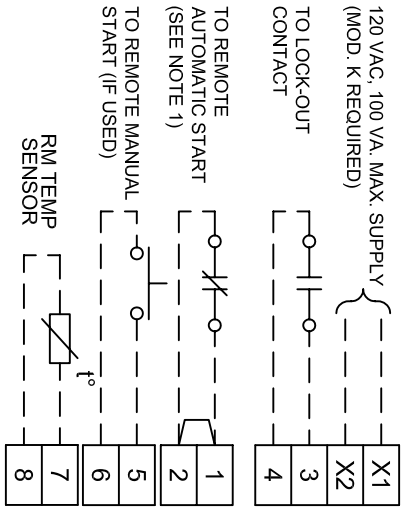 120 VAC, 100 VA. MAX. SUPPLY
(MOD. K REQUIRED)
X1
X2
TO LOCK-OUT
CONTACT
3
4
TO REMOTE
AUTOMATIC START
(SEE NOTE 1)
1
2
TO REMOTE MANUAL
START (IF USED)
5
6
RM TEMP
SENSOR
t°
7
8